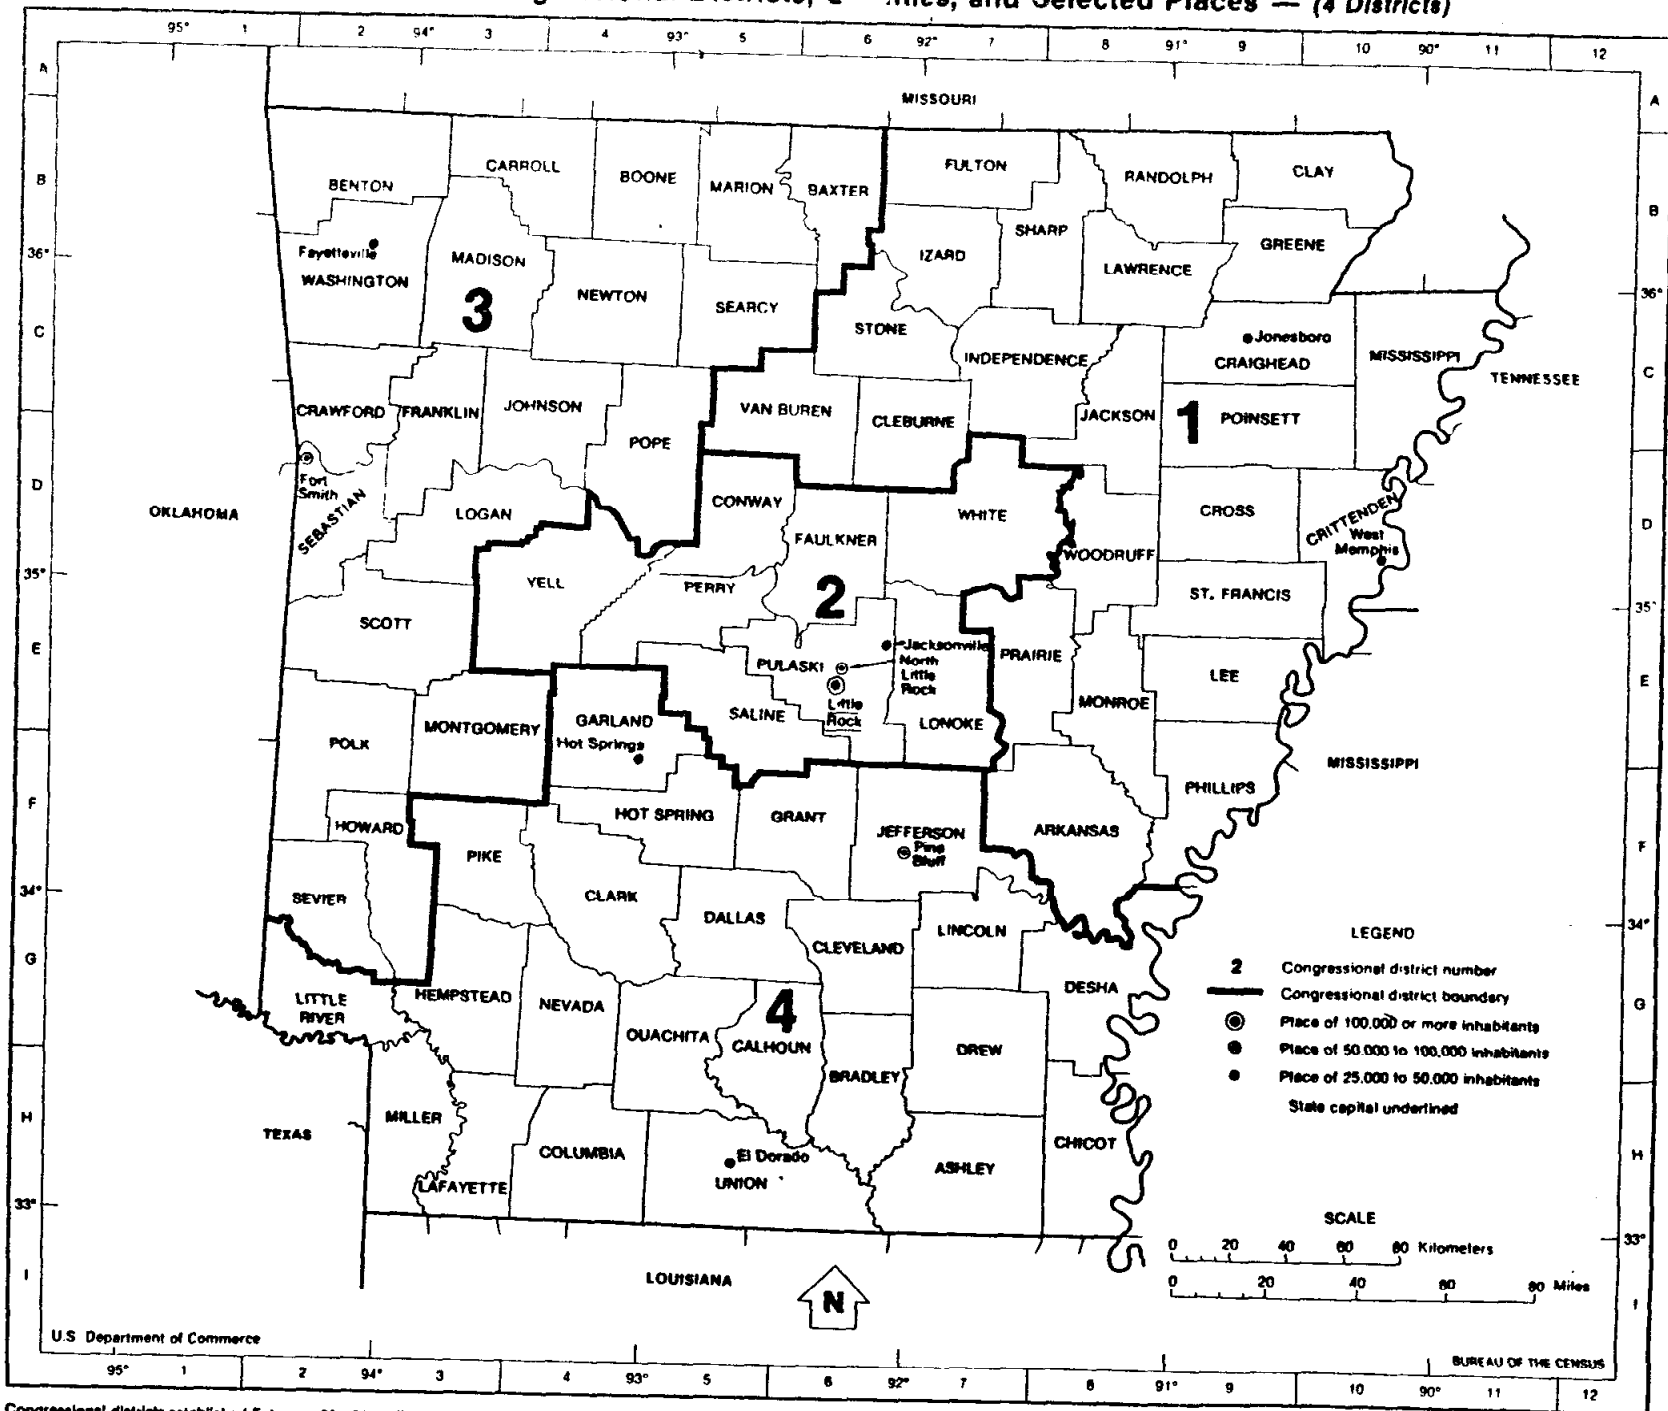 Districts, and Selected Places — (4 Districts)
95° 1 2 94° 3 4 93° 5 6 92° 7 8 91° 9 10 90° 11 12
A A
MISSOURI
B B
BENTON CARROLL BOONE MARION BAXTER FULTON RANDOLPH CLAY
Fayetteville
WASHINGTON MADISON NEWTON SEARCY IZARD SHARP LAWRENCE GREENE
36° 36°
3
C C
STONE INDEPENDENCE Jonesboro
CRAIGHEAD MISSISSIPPI
TENNESSEE
CRAWFORD FRANKLIN JOHNSON POPE VAN BUREN CLEBURNE JACKSON 1 POINSETT
D D
Fort
Smith
OKLAHOMA
SEBASTIAN LOGAN CONWAY FAULKNER WHITE WOODRUFF CROSS CRITTENDEN
West
Memphis
35° 35°
YELL PERRY 2 ST. FRANCIS
E E
SCOTT PULASKI Jacksonville
North
Little
Rock
Little
Rock
PRAIRIE LEE
MONROE
POLK MONTGOMERY GARLAND SALINE LONOKE
Hot Springs
MISSISSIPPI
F F
HOWARD PIKE HOT SPRING GRANT JEFFERSON
Pine
Bluff
ARKANSAS PHILLIPS
34° 34°
SEVIER CLARK DALLAS CLEVELAND LINCOLN
G G
LITTLE
RIVER
HEMPSTEAD NEVADA OUACHITA 4
CALHOUN
DESHA
BRADLEY DREW
H H
TEXAS
MILLER LAFAYETTE COLUMBIA El Dorado
UNION
ASHLEY CHICOT
33° 33°
I I
LOUISIANA
N
LEGEND
2 Congressional district number
Congressional district boundary
Place of 100,000 or more inhabitants
Place of 50,000 to 100,000 inhabitants
Place of 25,000 to 50,000 inhabitants
State capital underlined
SCALE
0 20 40 60 80 Kilometers
0 20 40 60 80 Miles
U.S. Department of Commerce
BUREAU OF THE CENSUS
95° 1 2 94° 3 4 93° 5 6 92° 7 8 91° 9 10 90° 11 12
Congressional districts established